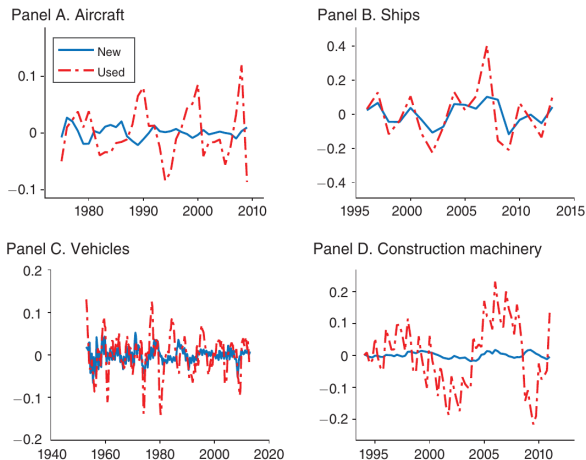 Panel A. Aircraft
New
Used
0.1
0
−0.1
1980 1990 2000 2010
Panel B. Ships
0.4
0.2
0
−0.2
−0.4
1995 2000 2005 2010 2015
Panel C. Vehicles
0.2
0.1
0
−0.1
−0.2
1940 1960 1980 2000 2020
Panel D. Construction machinery
0.2
0.1
0
−0.1
−0.2
1995 2000 2005 2010